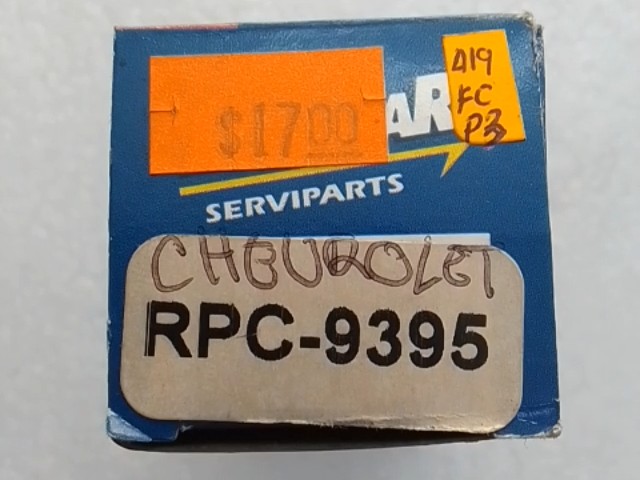 $17.00
AR
419
FC
P3
SERVIPARTS
CHEVROLET
RPC-9395